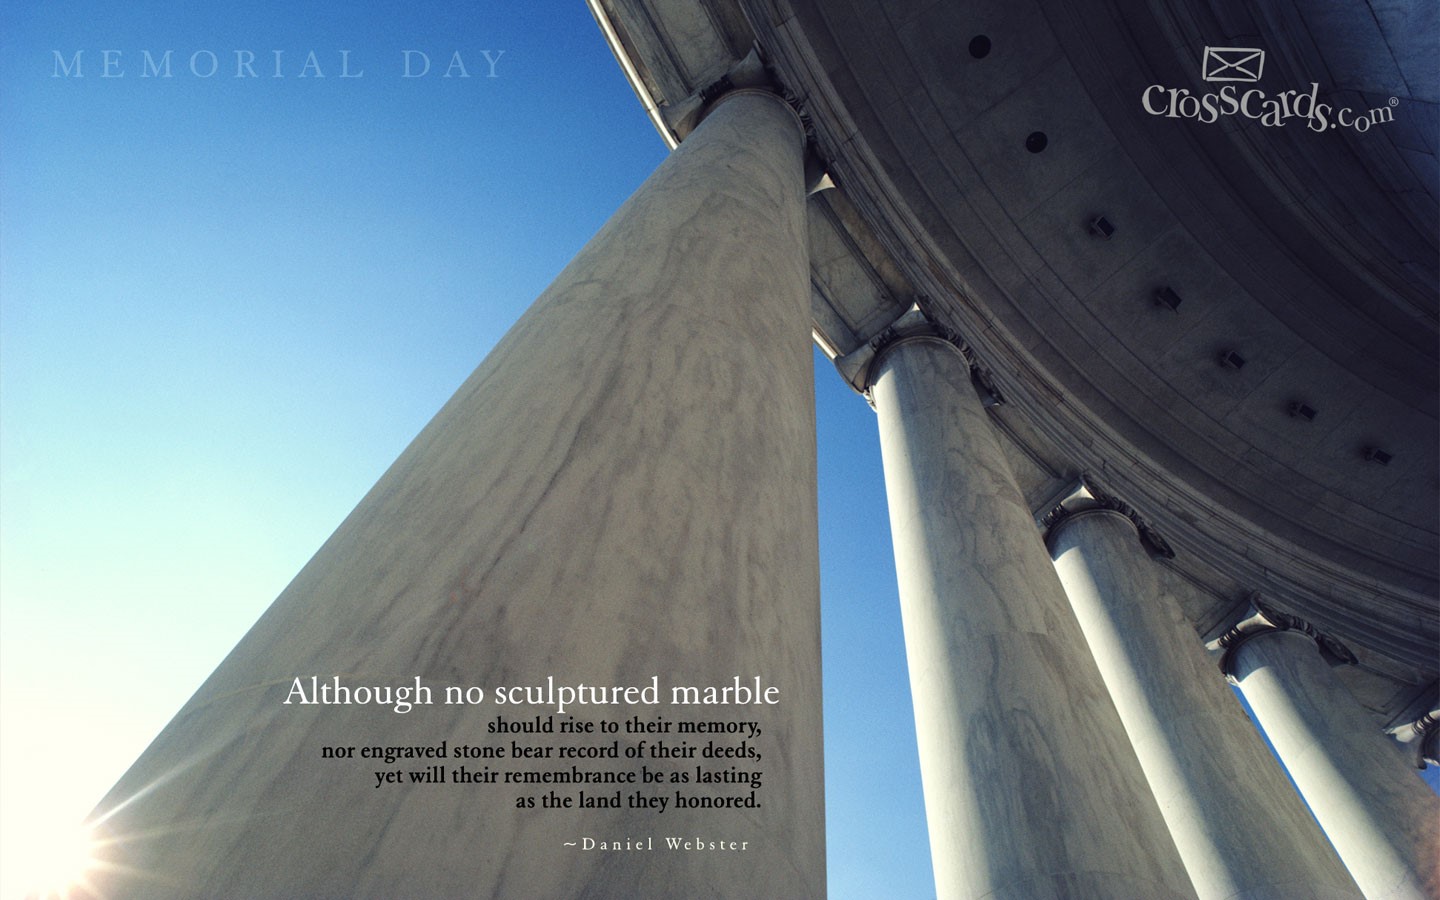 MEMORIAL DAY
crosscards.com®
Although no sculptured marble
should rise to their memory,
nor engraved stone bear record of their deeds,
yet will their remembrance be as lasting
as the land they honored.
~Daniel Webster